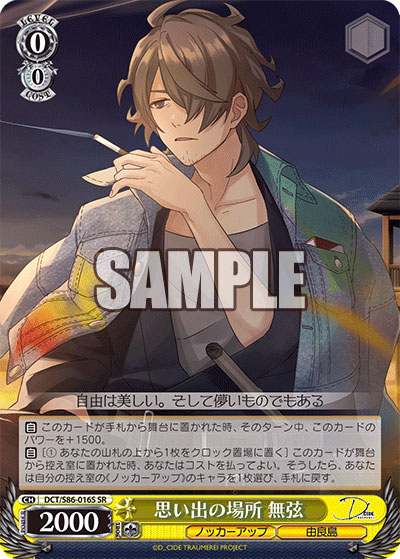 LEVEL
0
0
COST
SAMPLE
自由は美しい。そして儚いものでもある
【自】 このカードが手札から舞台に置かれた時、そのターン中、このカードの
パワーを+1500。
【自】 [(1) あなたの山札の上から1枚をクロック置場に置く] このカードが舞台
から控え室に置かれた時、あなたはコストを払ってよい。そうしたら、あなた
は自分の控え室の《ノッカーアップ》のキャラを1枚選び、手札に戻す。
CH DCT/S86-016S SR
2000
思い出の場所 無弦
ノッカーアップ 由良島
©D_CIDE TRAUMEREI PROJECT